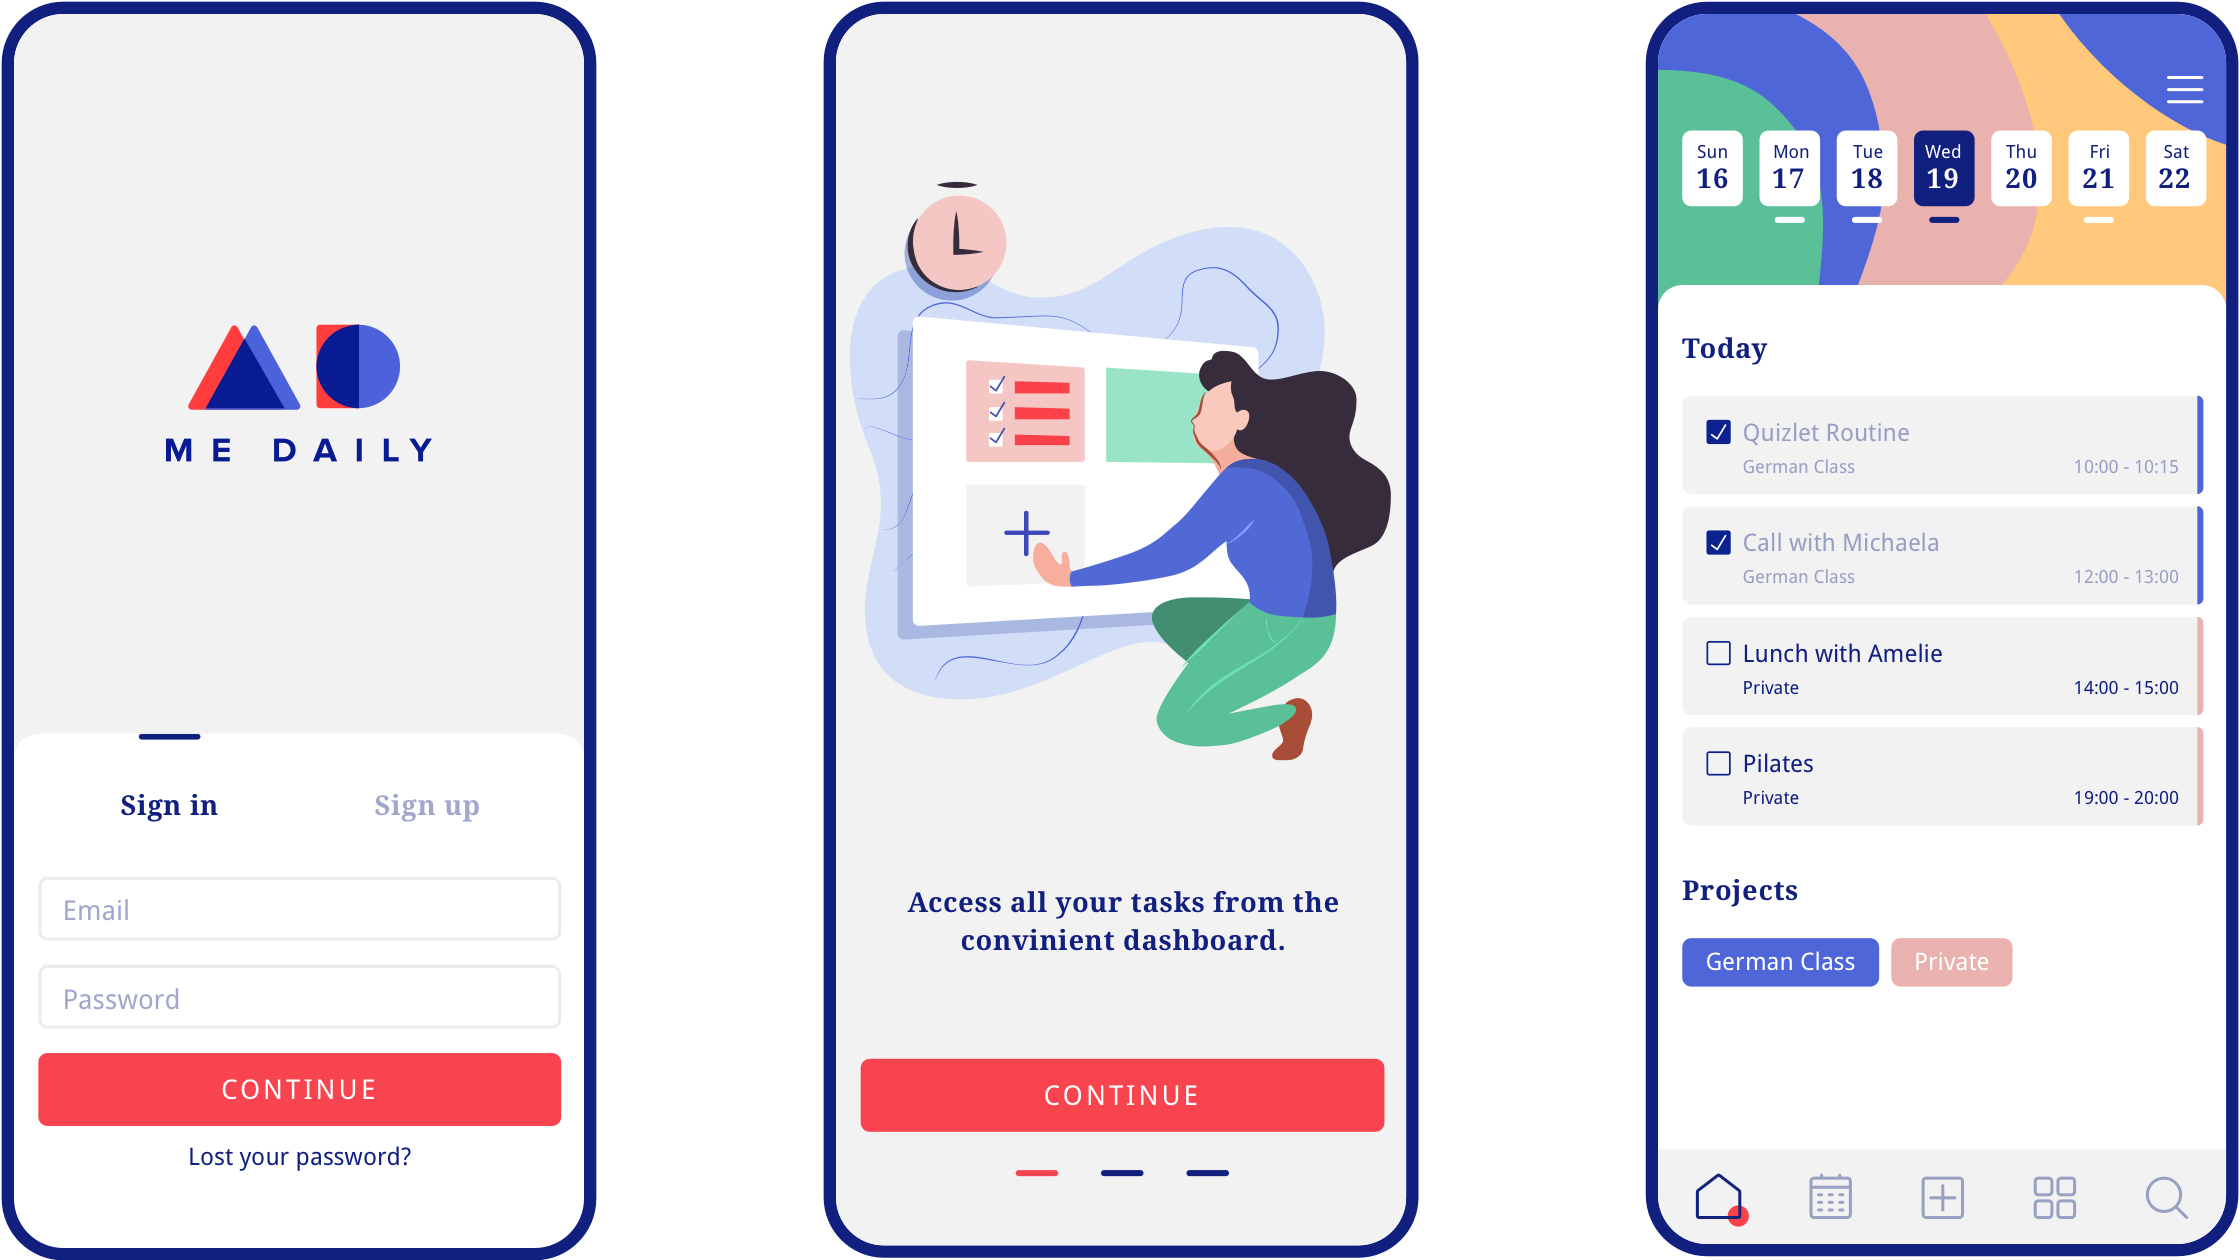 ME DAILY
Sign in
Sign up
Email
Password
CONTINUE
Lost your password?
Access all your tasks from the
convinient dashboard.
CONTINUE
Sun Mon Tue Wed Thu Fri Sat
16 17 18 19 20 21 22
Today
Quizlet Routine
German Class 10:00 - 10:15
Call with Michaela
German Class 12:00 - 13:00
Lunch with Amelie
Private 14:00 - 15:00
Pilates
Private 19:00 - 20:00
Projects
German Class Private